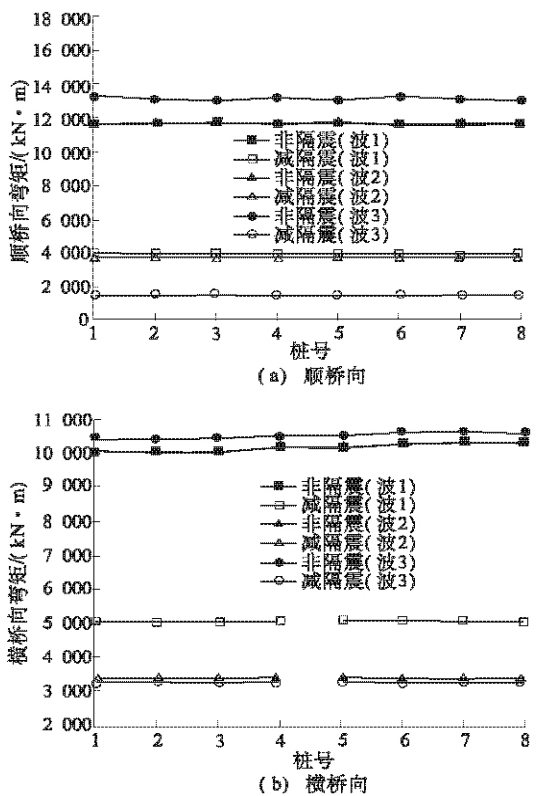 顺桥向弯矩/(kN·m)
18 000
16 000
14 000
12 000
10 000
8 000
6 000
4 000
2 000
0
非隔震(波1)
减隔震(波1)
非隔震(波2)
减隔震(波2)
非隔震(波3)
减隔震(波3)
1 2 3 4 5 6 7 8
桩号
(a) 顺桥向
横桥向弯矩/(kN·m)
11 000
10 000
9 000
8 000
7 000
6 000
5 000
4 000
3 000
2 000
非隔震(波1)
减隔震(波1)
非隔震(波2)
减隔震(波2)
非隔震(波3)
减隔震(波3)
1 2 3 4 5 6 7 8
桩号
(b) 横桥向